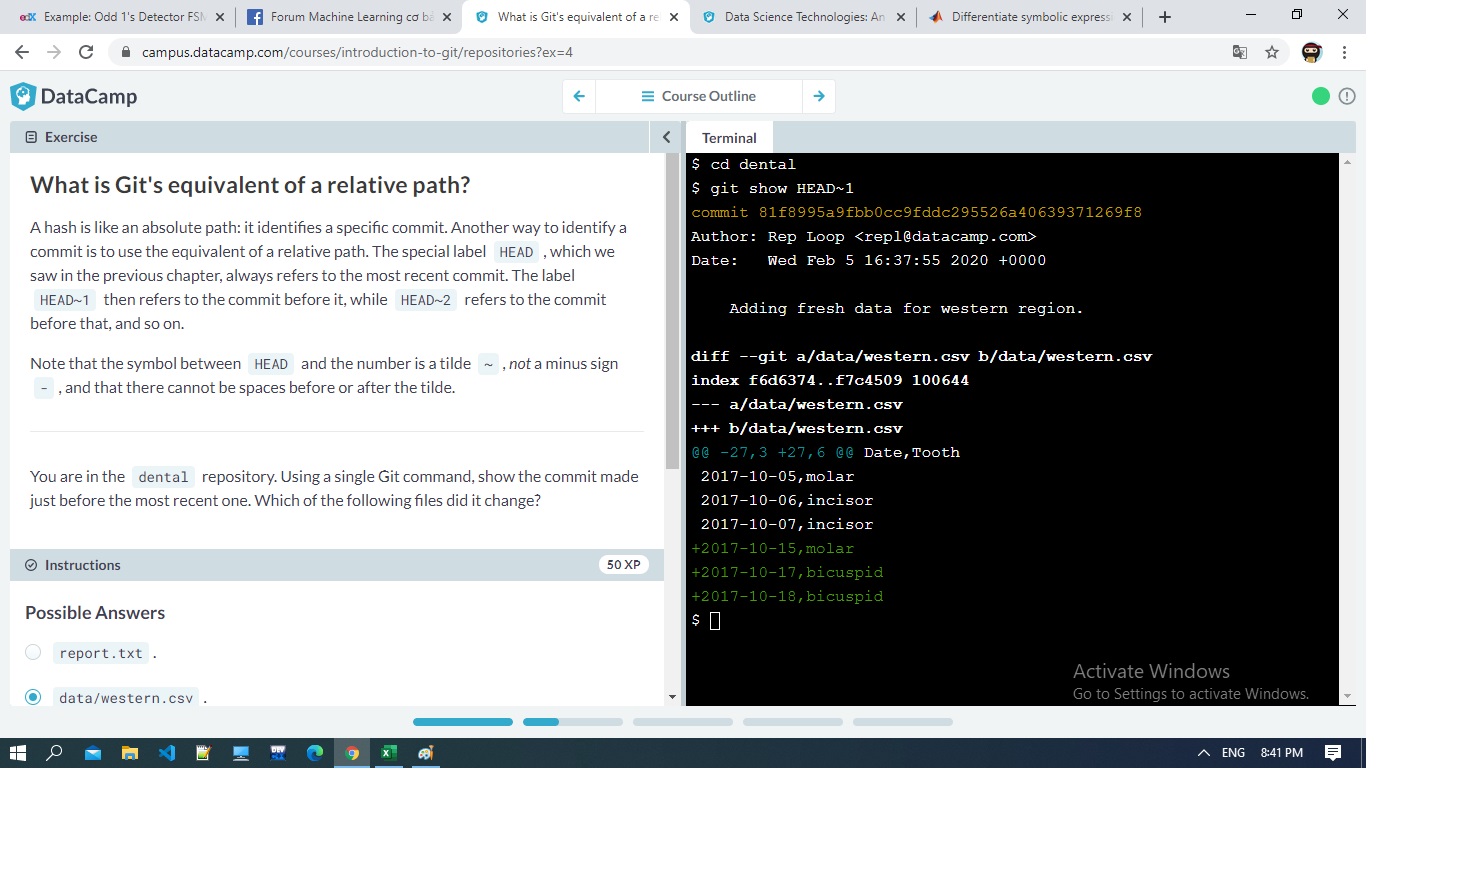 Example: Odd 1's Detector FSM
Forum Machine Learning cơ bả
What is Git's equivalent of a re
Data Science Technologies: An
Differentiate symbolic expressi
campus.datacamp.com/courses/introduction-to-git/repositories?ex=4
DataCamp
Course Outline
Exercise
Terminal
What is Git's equivalent of a relative path?
A hash is like an absolute path: it identifies a specific commit. Another way to identify a
commit is to use the equivalent of a relative path. The special label HEAD , which we
saw in the previous chapter, always refers to the most recent commit. The label
HEAD~1 then refers to the commit before it, while HEAD~2 refers to the commit
before that, and so on.
Note that the symbol between HEAD and the number is a tilde ~ , not a minus sign
- , and that there cannot be spaces before or after the tilde.
You are in the dental repository. Using a single Git command, show the commit made
just before the most recent one. Which of the following files did it change?
Instructions
50 XP
Possible Answers
report.txt .
data/western.csv .
$ cd dental
$ git show HEAD~1
commit 81f8995a9fbb0cc9fddc295526a40639371269f8
Author: Rep Loop <repl@datacamp.com>
Date:   Wed Feb 5 16:37:55 2020 +0000
Adding fresh data for western region.
diff --git a/data/western.csv b/data/western.csv
index f6d6374..f7c4509 100644
--- a/data/western.csv
+++ b/data/western.csv
@@ -27,3 +27,6 @@ Date,Tooth
2017-10-05,molar
2017-10-06,incisor
2017-10-07,incisor
+2017-10-15,molar
+2017-10-17,bicuspid
+2017-10-18,bicuspid
$
Activate Windows
Go to Settings to activate Windows.
ENG
8:41 PM